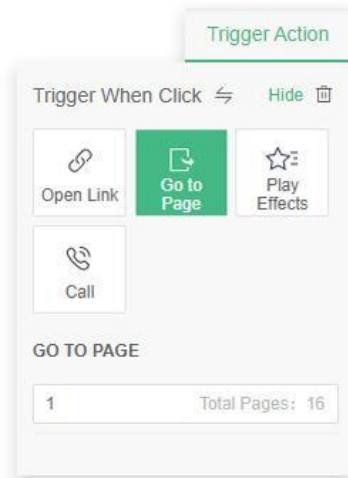 Trigger Action
Trigger When Click Hide
Open Link
Go to
Page
Play
Effects
Call
GO TO PAGE
1 Total Pages: 16